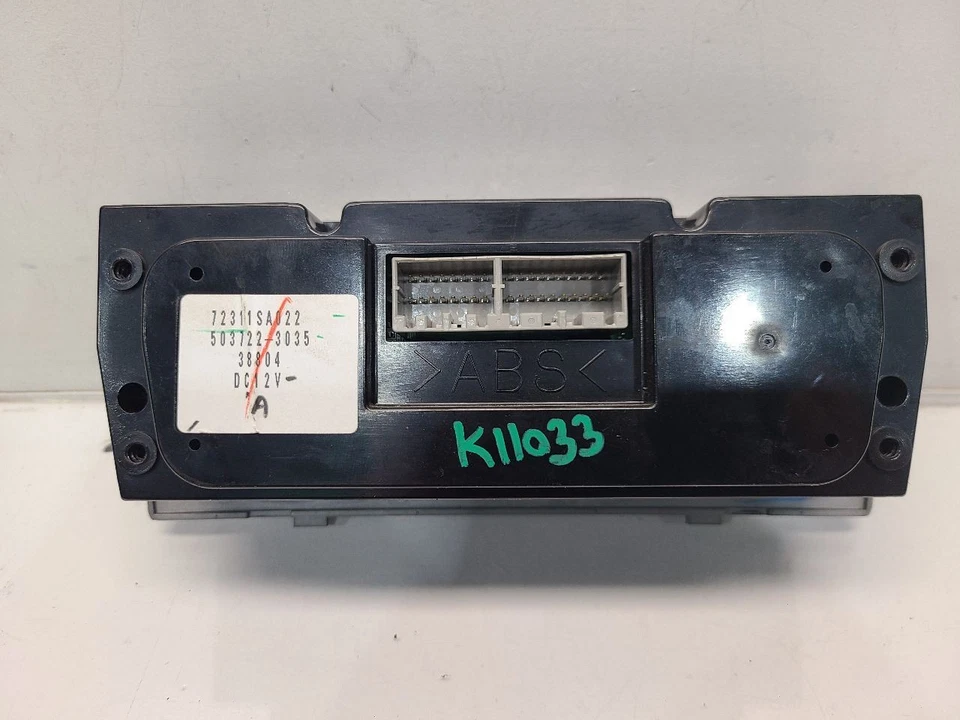 72311SA022
503722-3035
38804
DC12V
A
>ABS<
K11033